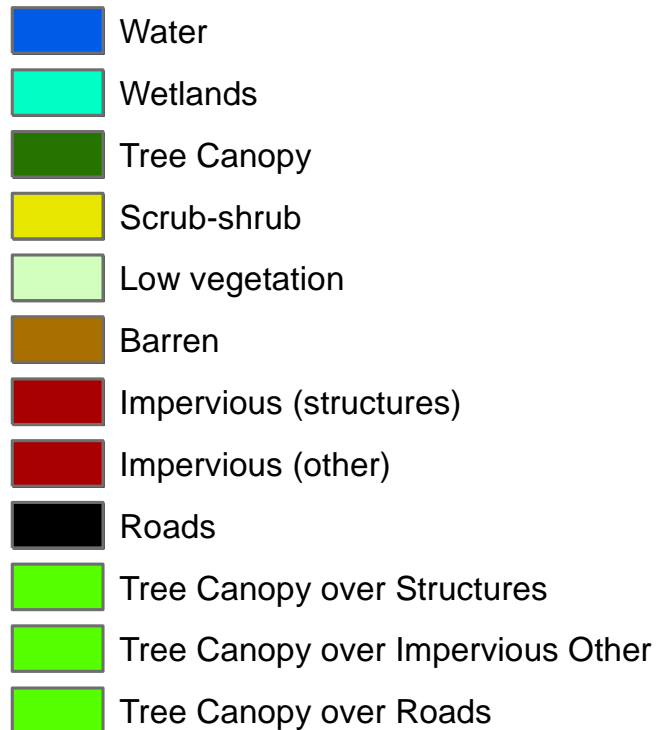 Water
Wetlands
Tree Canopy
Scrub-shrub
Low vegetation
Barren
Impervious (structures)
Impervious (other)
Roads
Tree Canopy over Structures
Tree Canopy over Impervious Other
Tree Canopy over Roads